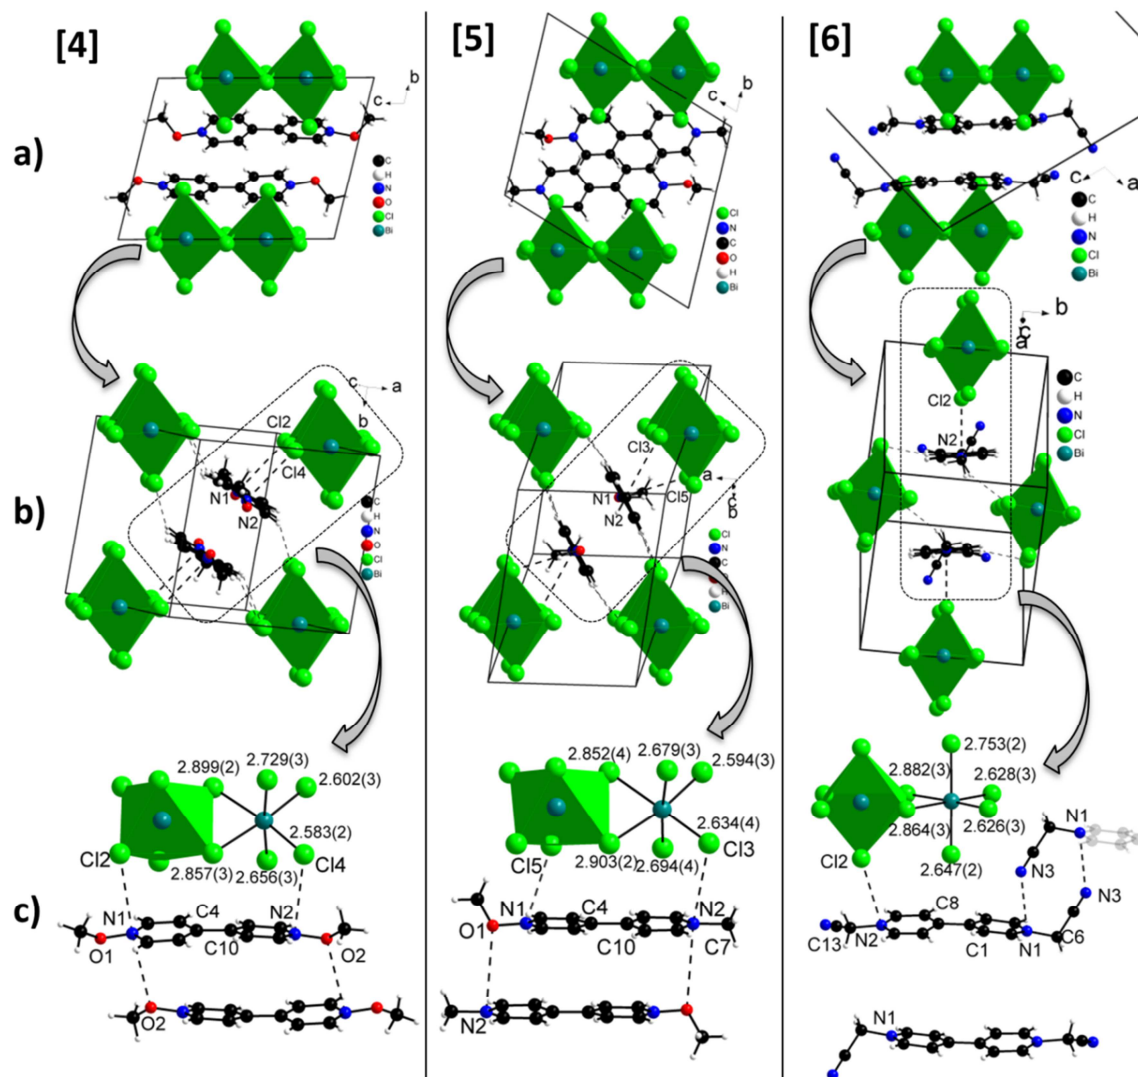 [4]
[5]
[6]
a)
b
c
C
H
N
O
Cl
Bi
b
c
Cl
N
C
O
H
Bi
c
a
C
H
N
Cl
Bi
b)
c
a
b
Cl2
Cl4
N1
N2
C
H
N
O
Cl
Bi
Cl3
a
Cl5
c
b
N1
N2
Cl
N
C
O
H
Bi
b
c
a
C
H
N
Cl
Bi
Cl2
N2
c)
2.899(2)
2.729(3)
2.602(3)
2.583(2)
Cl2
Cl4
2.857(3)
2.656(3)
N1
C4
N2
O1
C10
O2
O2
2.852(4)
2.679(3)
2.594(3)
2.634(4)
Cl5
Cl3
2.903(2)
2.694(4)
N1
C4
N2
O1
C10
C7
N2
2.753(2)
2.882(3)
2.628(3)
2.864(3)
2.626(3)
N1
Cl2
2.647(2)
N3
N3
C8
C13
N2
C1
N1
C6
N1